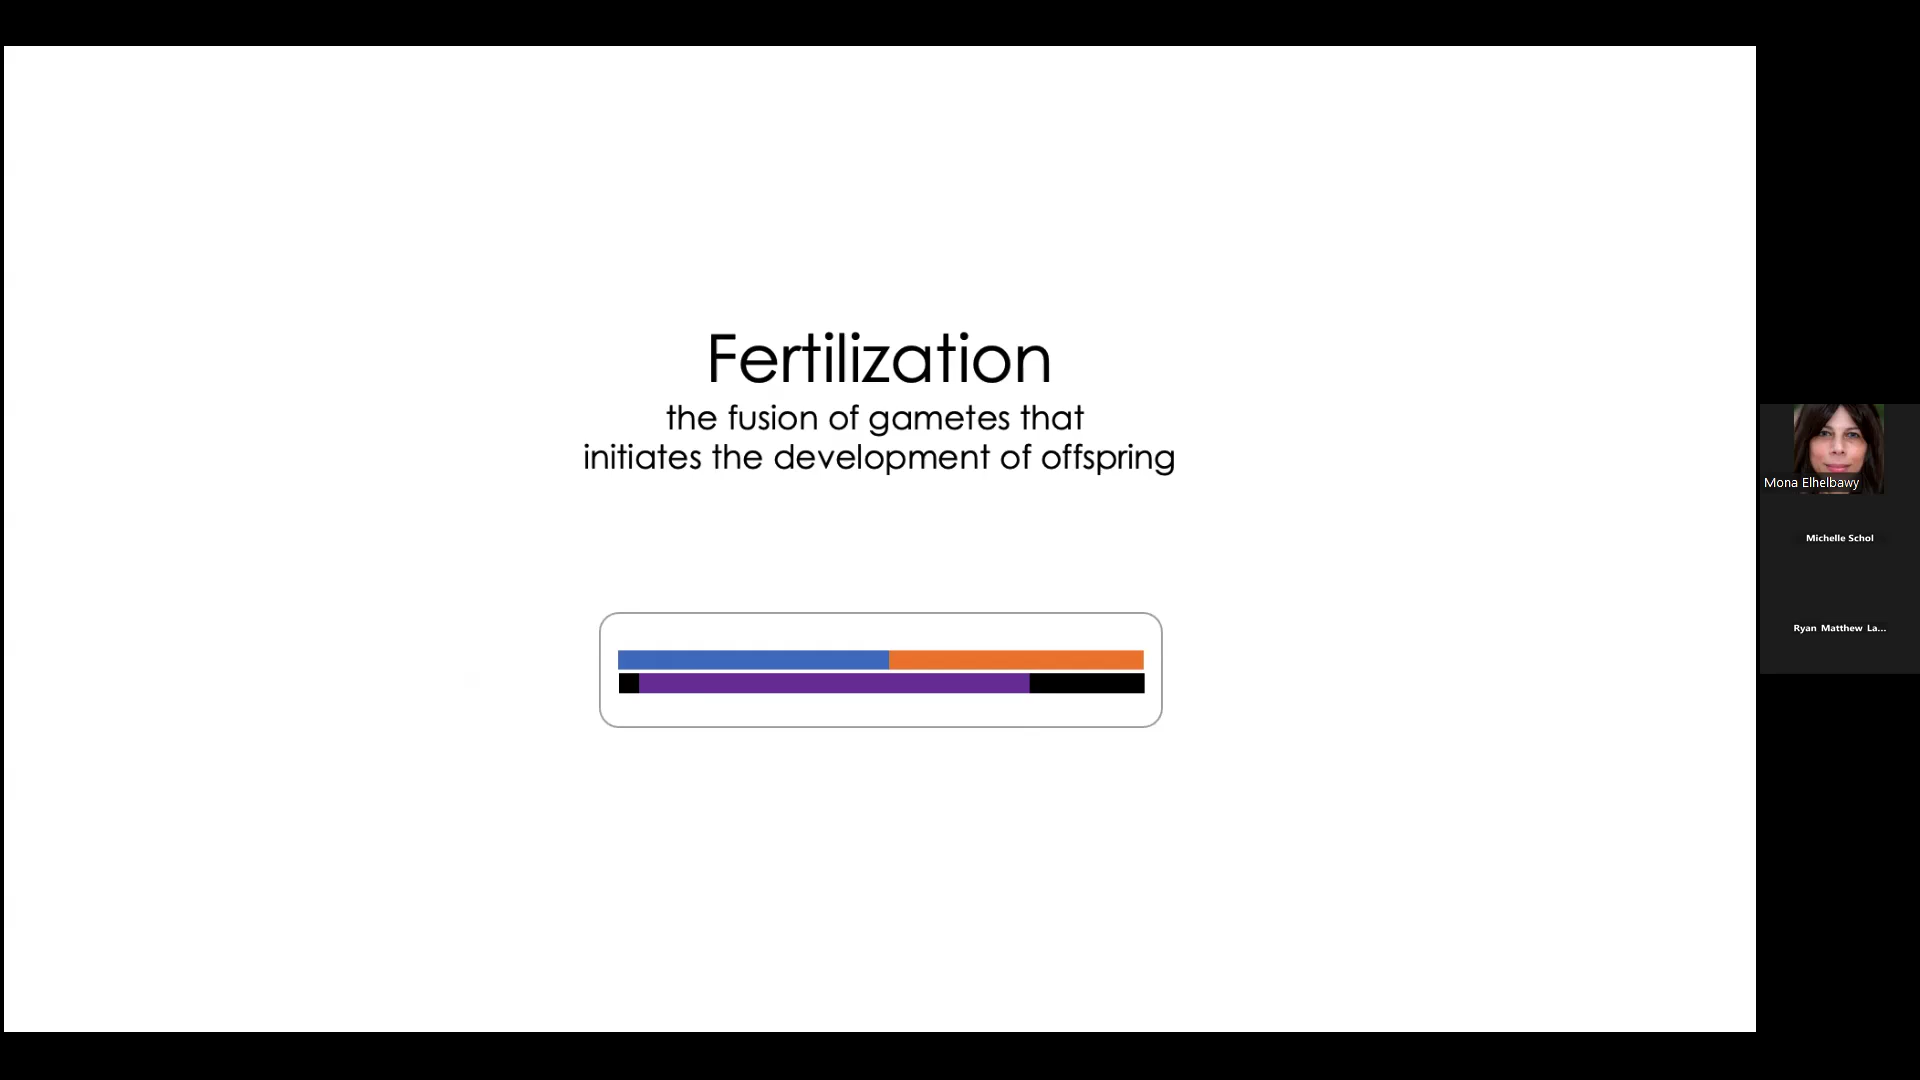 Fertilization
the fusion of gametes that
initiates the development of offspring
Mona Elhelbawy
Michelle Schol
Ryan Matthew La...